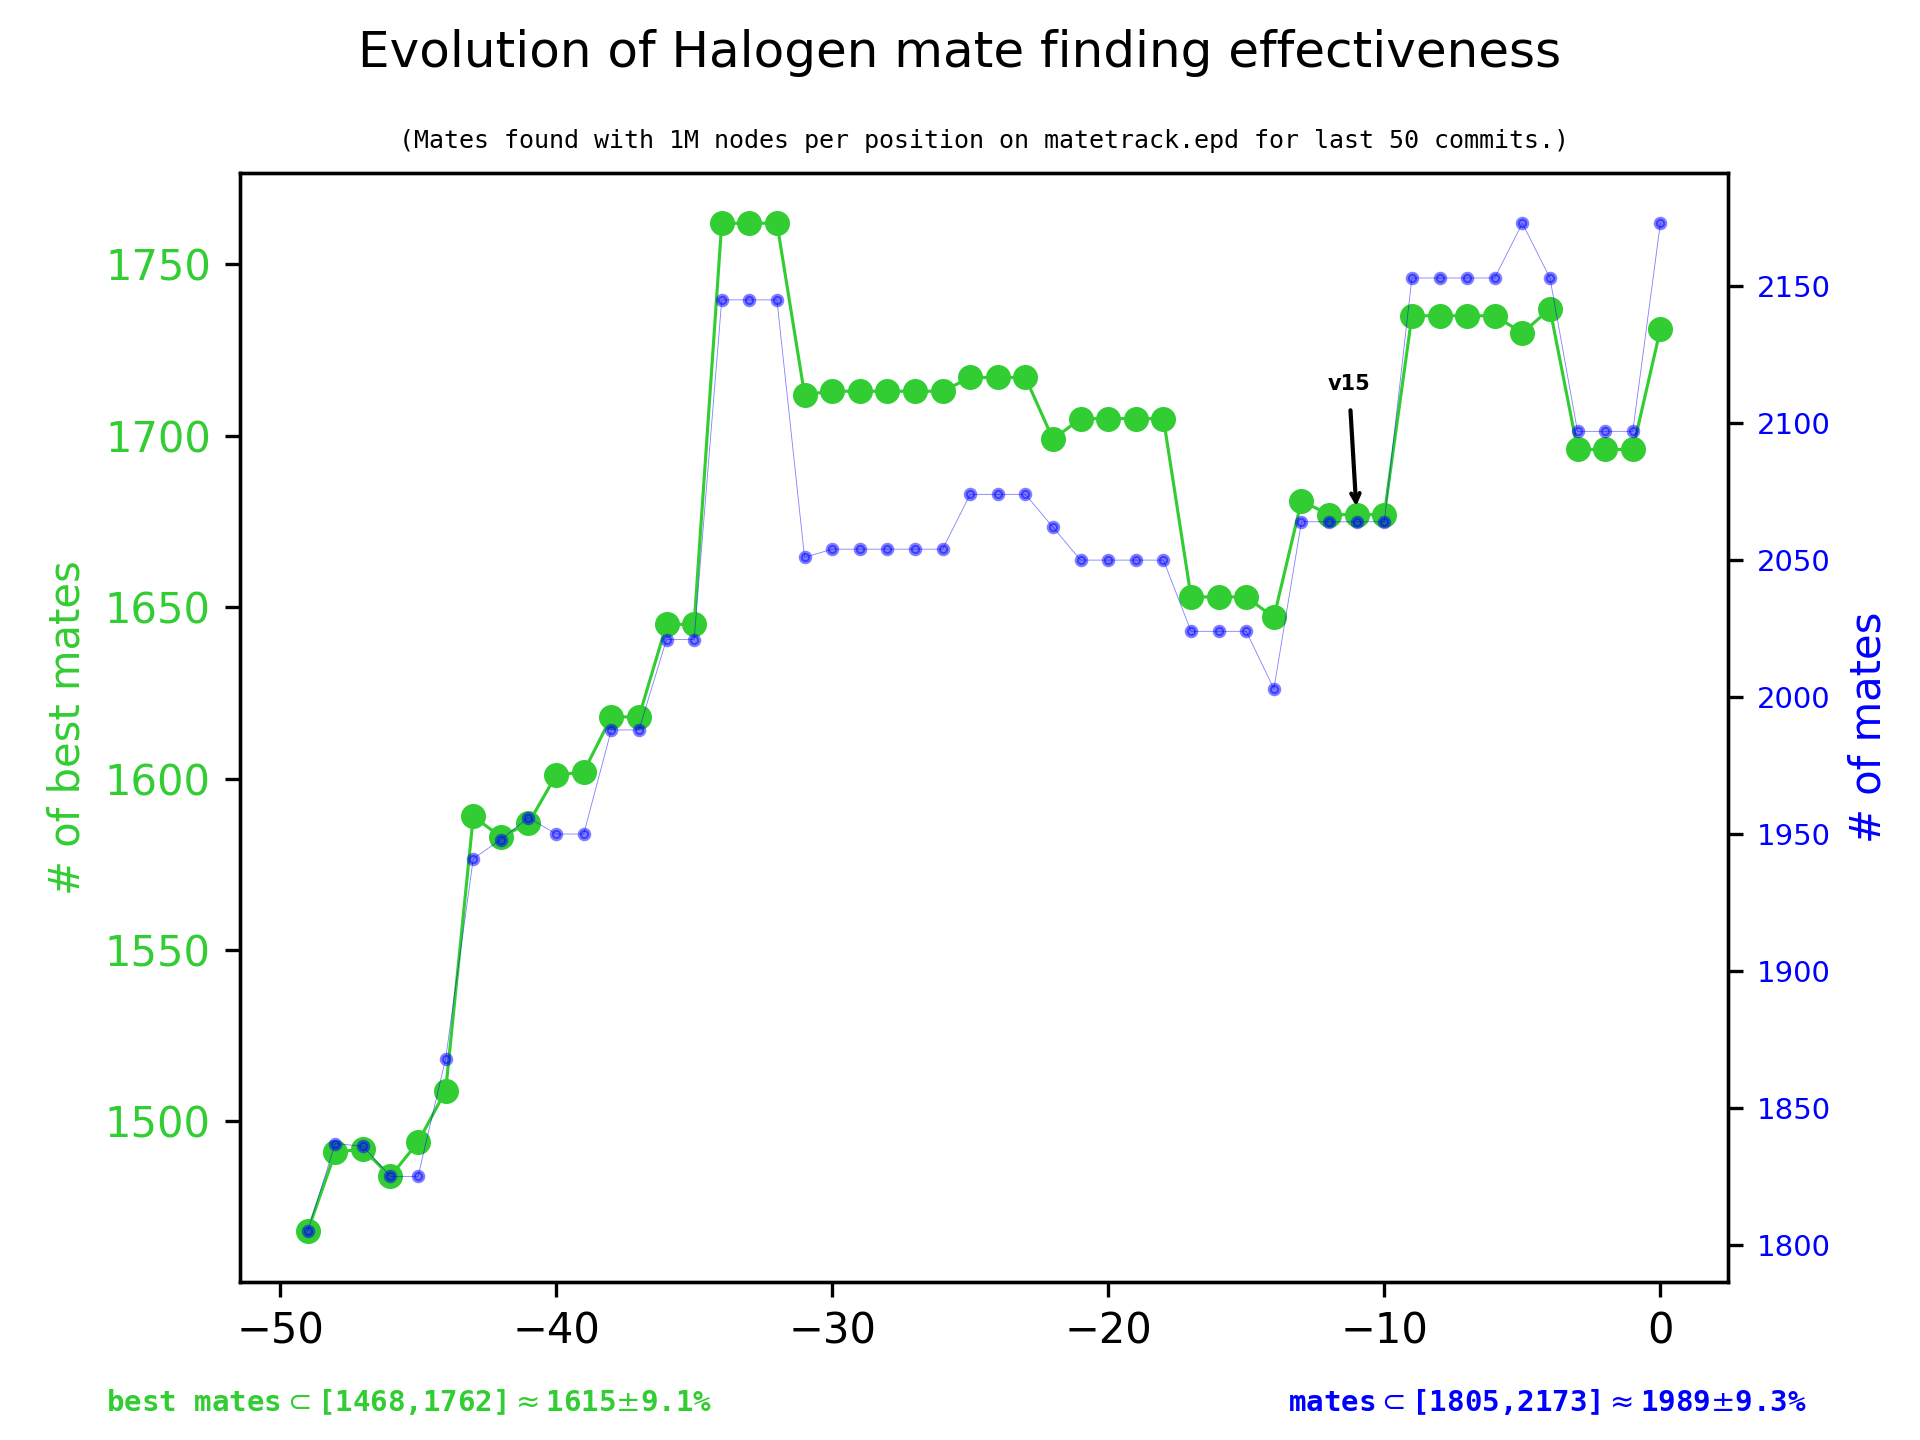 Evolution of Halogen mate finding effectiveness
(Mates found with 1M nodes per position on matetrack.epd for last 50 commits.)
# of best mates
1750
1700
1650
1600
1550
1500
v15
2150
2100
2050
2000
1950
1900
1850
1800
# of mates
−50 −40 −30 −20 −10 0
best mates ⊂ [1468,1762] ≈ 1615±9.1%
mates ⊂ [1805,2173] ≈ 1989±9.3%